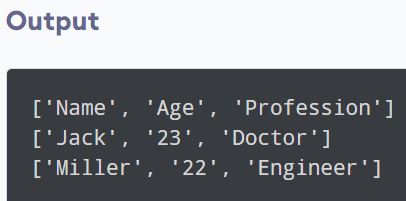 Output
['Name', 'Age', 'Profession']
['Jack', '23', 'Doctor']
['Miller', '22', 'Engineer']